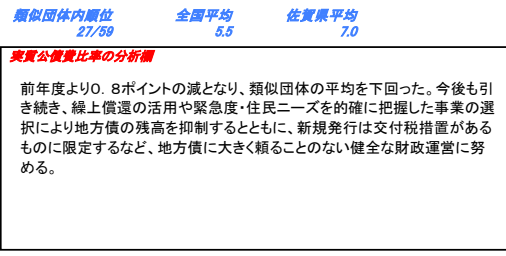 類似団体内順位 全国平均 佐賀県平均
27/59 5.5 7.0
実質公債費比率の分析欄
前年度より0．8ポイントの減となり、類似団体の平均を下回った。今後も引
き続き、繰上償還の活用や緊急度・住民ニーズを的確に把握した事業の選
択により地方債の残高を抑制するとともに、新規発行は交付税措置がある
ものに限定するなど、地方債に大きく頼ることのない健全な財政運営に努
める。